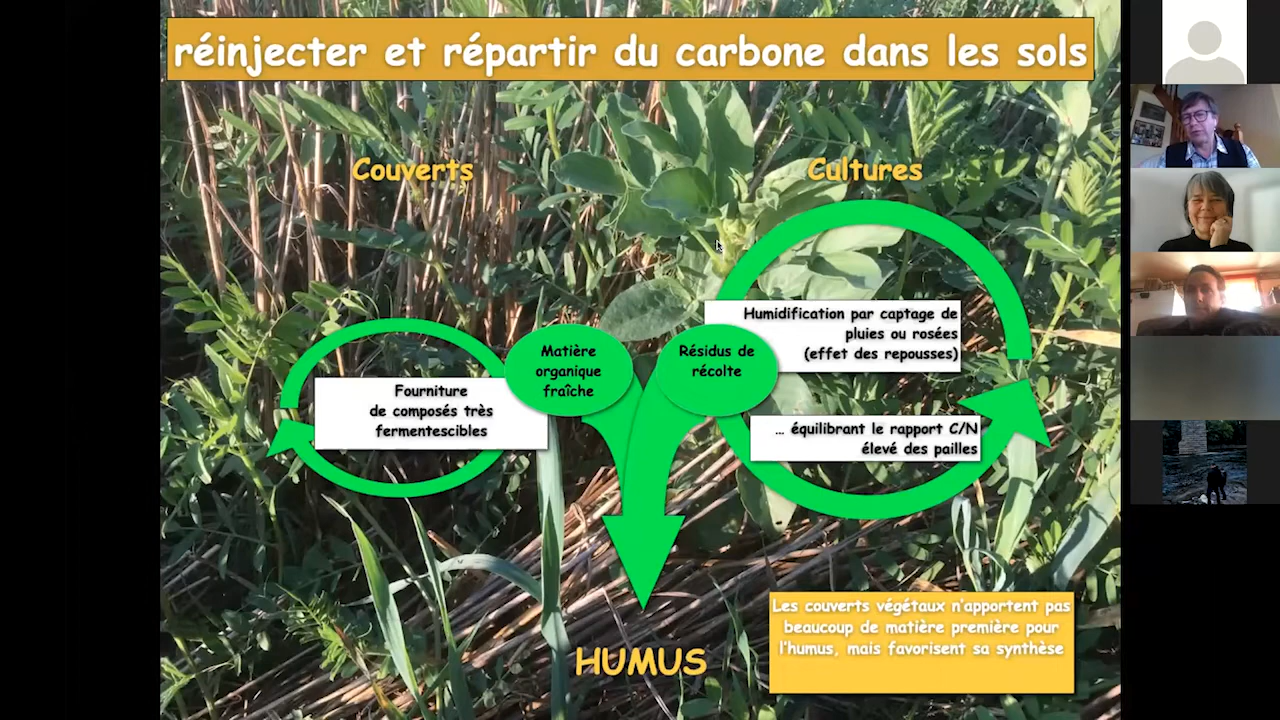 réinjecter et répartir du carbone dans les sols
Couverts
Cultures
Humidification par captage de
pluies ou rosées
(effet des repousses)
Matière
organique
fraîche
Résidus de
récolte
Fourniture
de composés très
fermentescibles
... équilibrant le rapport C/N
élevé des pailles
Les couverts végétaux n'apportent pas
beaucoup de matière première pour
l'humus, mais favorisent sa synthèse
HUMUS